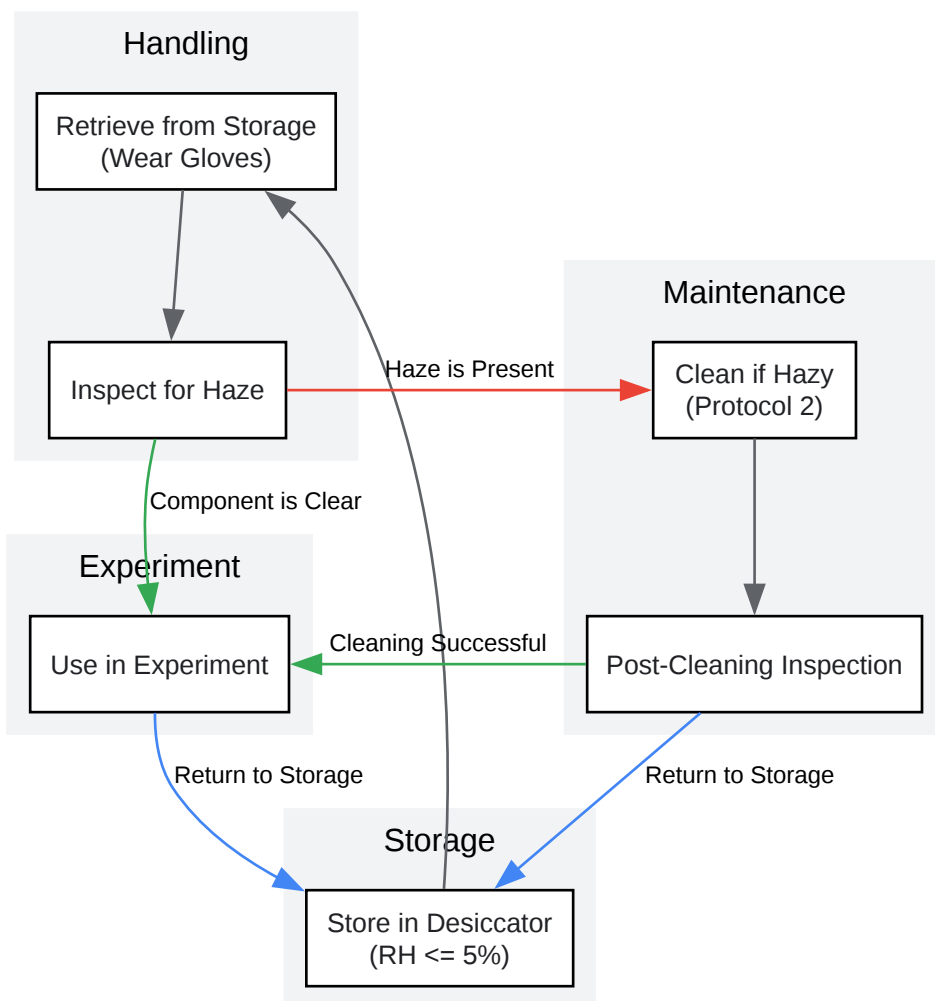 Handling
Retrieve from Storage
(Wear Gloves)
Maintenance
Inspect for Haze
Haze is Present
Clean if Hazy
(Protocol 2)
Component is Clear
Experiment
Use in Experiment
Cleaning Successful
Post-Cleaning Inspection
Return to Storage
Return to Storage
Storage
Store in Desiccator
(RH <= 5%)